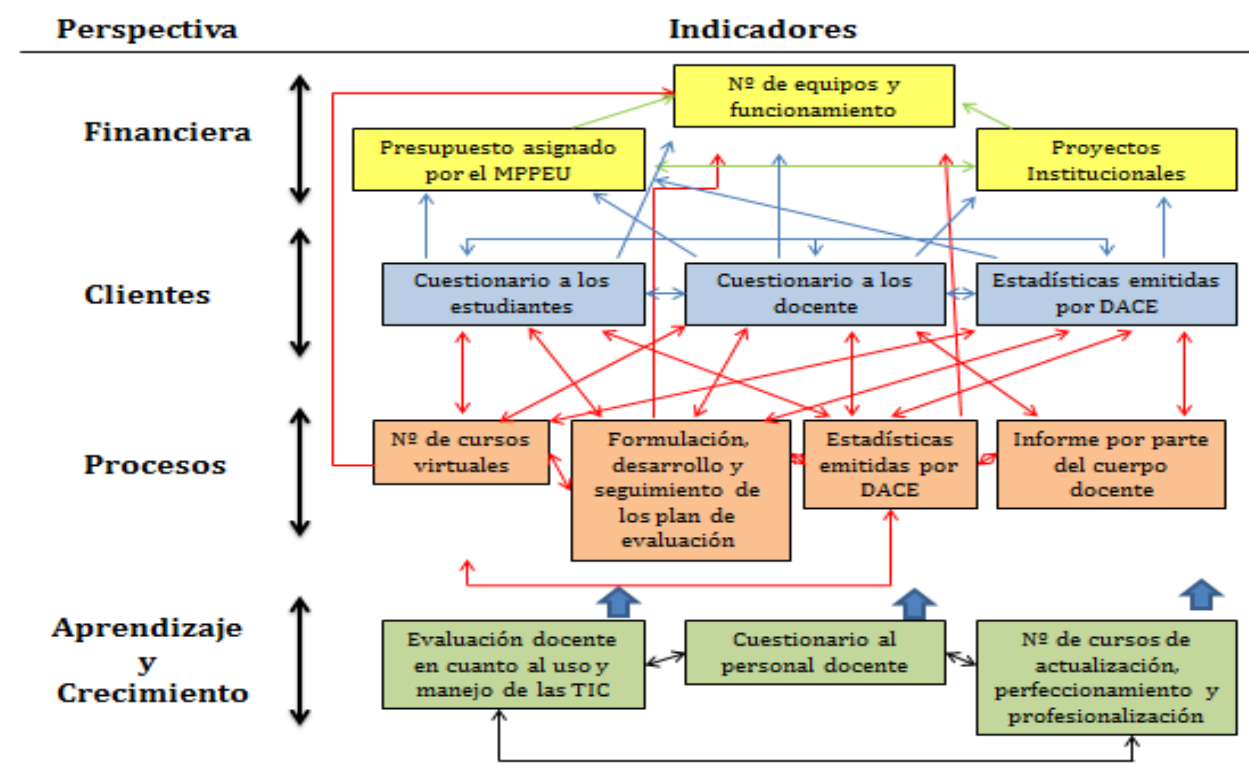 Perspectiva
Indicadores
Financiera
Nº de equipos y
funcionamiento
Presupuesto asignado
por el MPPEU
Proyectos
Institucionales
Clientes
Cuestionario a los
estudiantes
Cuestionario a los
docente
Estadísticas emitidas
por DACE
Procesos
Nº de cursos
virtuales
Formulación,
desarrollo y
seguimiento de
los plan de
evaluación
Estadísticas
emitidas por
DACE
Informe por parte
del cuerpo
docente
Aprendizaje
y
Crecimiento
Evaluación docente
en cuanto al uso y
manejo de las TIC
Cuestionario al
personal docente
Nº de cursos de
actualización,
perfeccionamiento y
profesionalización